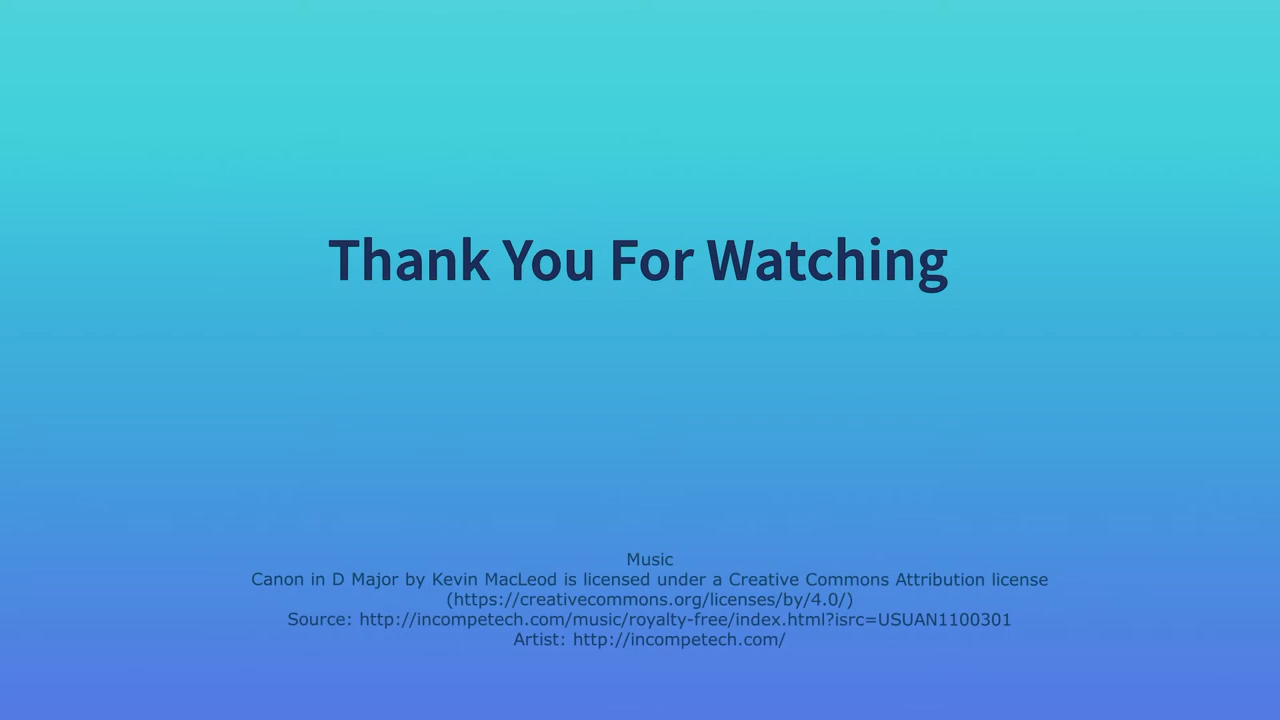 Thank You For Watching
Music
Canon in D Major by Kevin MacLeod is licensed under a Creative Commons Attribution license
(https://creativecommons.org/licenses/by/4.0/)
Source: http://incompetech.com/music/royalty-free/index.html?isrc=USUAN1100301
Artist: http://incompetech.com/